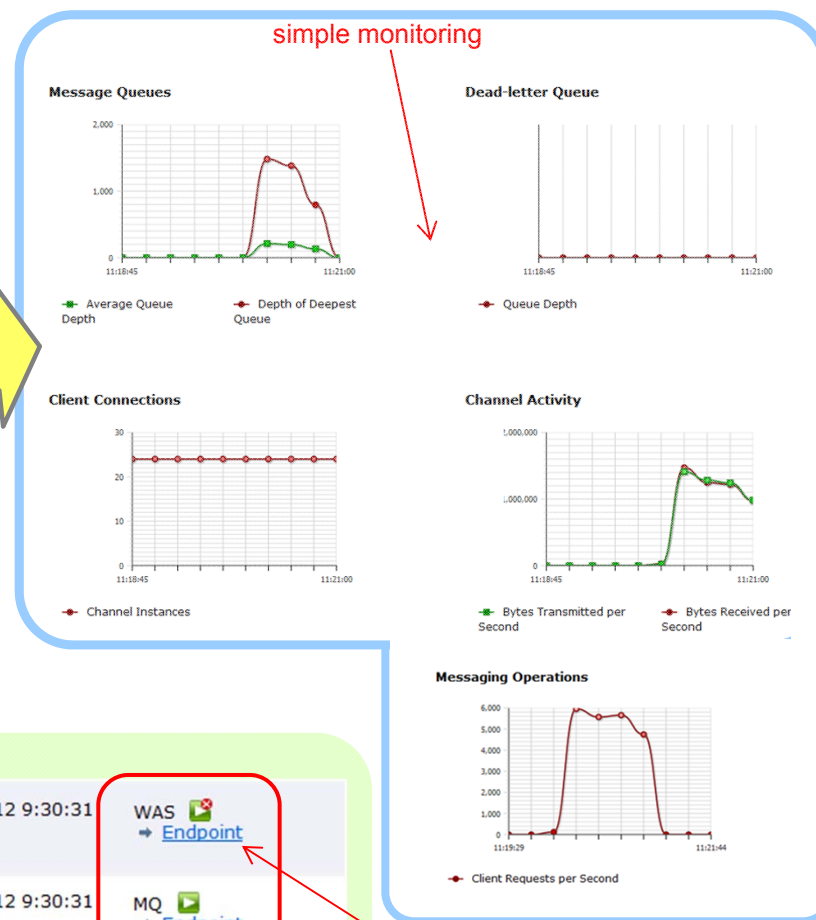 simple monitoring
Message Queues
2,000
1,000
0
11:18:45
11:21:00
Average Queue Depth
Depth of Deepest Queue
Dead-letter Queue
11:18:45
11:21:00
Queue Depth
Client Connections
30
20
10
0
11:18:45
11:21:00
Channel Instances
Channel Activity
,000,000
,000,000
0
11:18:45
11:21:00
Bytes Transmitted per Second
Bytes Received per Second
Messaging Operations
6,000
5,000
4,000
3,000
2,000
1,000
0
11:19:29
11:21:44
Client Requests per Second
12 9:30:31
WAS
Endpoint
12 9:30:31
MQ